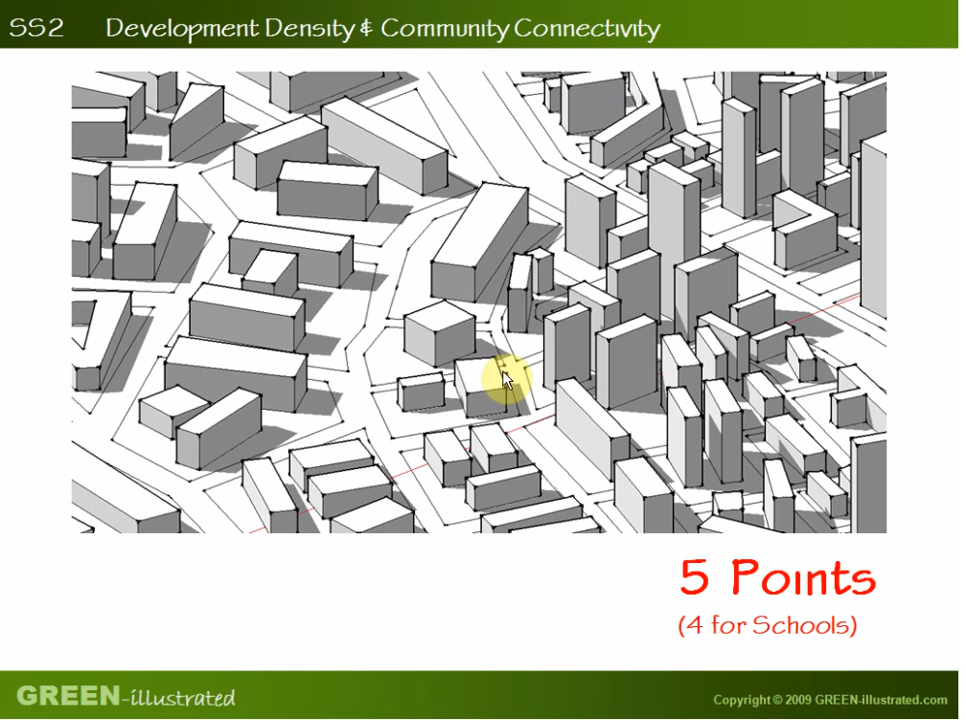 SS2 Development Density & Community Connectivity
5 Points
(4 for Schools)
GREEN-illustrated
Copyright © 2009 GREEN-illustrated.com